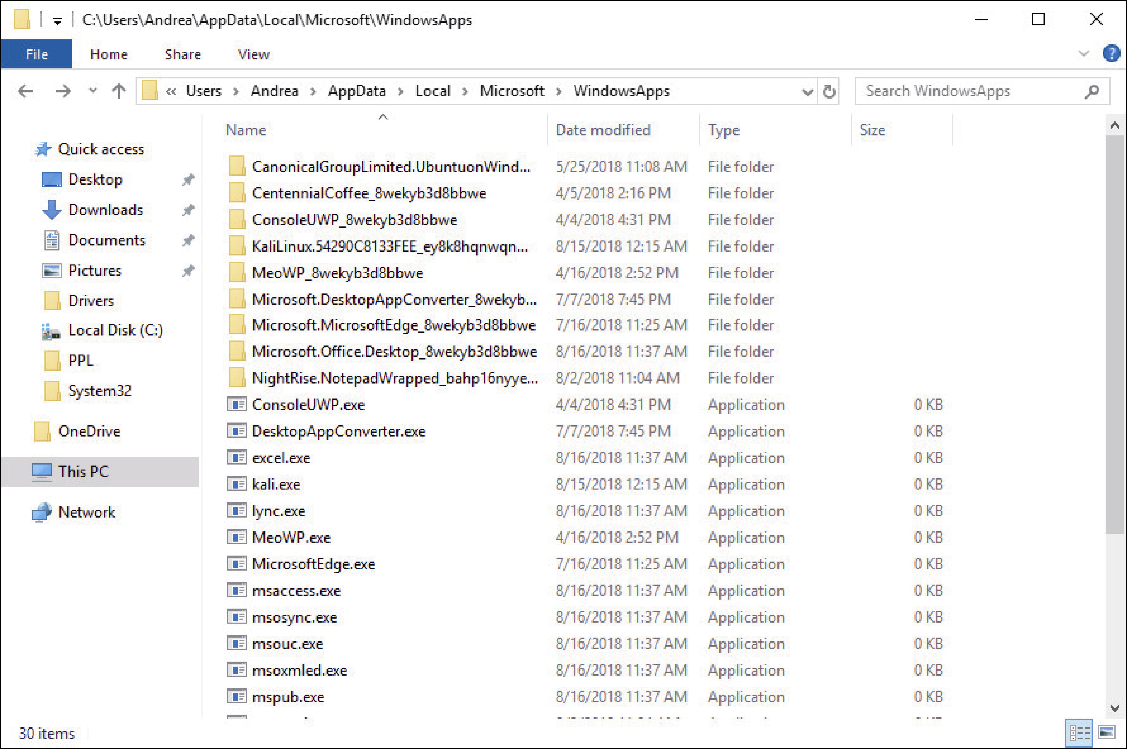 C:\Users\Andrea\AppData\Local\Microsoft\WindowsApps
File Home Share View
« Users > Andrea > AppData > Local > Microsoft > WindowsApps Search WindowsApps
Name Date modified Type Size
Quick access
Desktop
Downloads
Documents
Pictures
Drivers
Local Disk (C:)
PPL
System32
OneDrive
This PC
Network
CanonicalGroupLimited.UbuntuonWind... 5/25/2018 11:08 AM File folder
CentennialCoffee_8wekyb3d8bbwe 4/5/2018 2:16 PM File folder
ConsoleUWP_8wekyb3d8bbwe 4/4/2018 4:31 PM File folder
KaliLinux.54290C8133FEE_ey8k8hqnwqn... 8/15/2018 12:15 AM File folder
MeoWP_8wekyb3d8bbwe 4/16/2018 2:52 PM File folder
Microsoft.DesktopAppConverter_8wekyb... 7/7/2018 7:45 PM File folder
Microsoft.MicrosoftEdge_8wekyb3d8bbwe 7/16/2018 11:25 AM File folder
Microsoft.Office.Desktop_8wekyb3d8bbwe 8/16/2018 11:37 AM File folder
NightRise.NotepadWrapped_bahp16nyye... 8/2/2018 11:04 AM File folder
ConsoleUWP.exe 4/4/2018 4:31 PM Application 0 KB
DesktopAppConverter.exe 7/7/2018 7:45 PM Application 0 KB
excel.exe 8/16/2018 11:37 AM Application 0 KB
kali.exe 8/15/2018 12:15 AM Application 0 KB
lync.exe 8/16/2018 11:37 AM Application 0 KB
MeoWP.exe 4/16/2018 2:52 PM Application 0 KB
MicrosoftEdge.exe 7/16/2018 11:25 AM Application 0 KB
msaccess.exe 8/16/2018 11:37 AM Application 0 KB
msosync.exe 8/16/2018 11:37 AM Application 0 KB
msouc.exe 8/16/2018 11:37 AM Application 0 KB
msoxmled.exe 8/16/2018 11:37 AM Application 0 KB
mspub.exe 8/16/2018 11:37 AM Application 0 KB
30 items